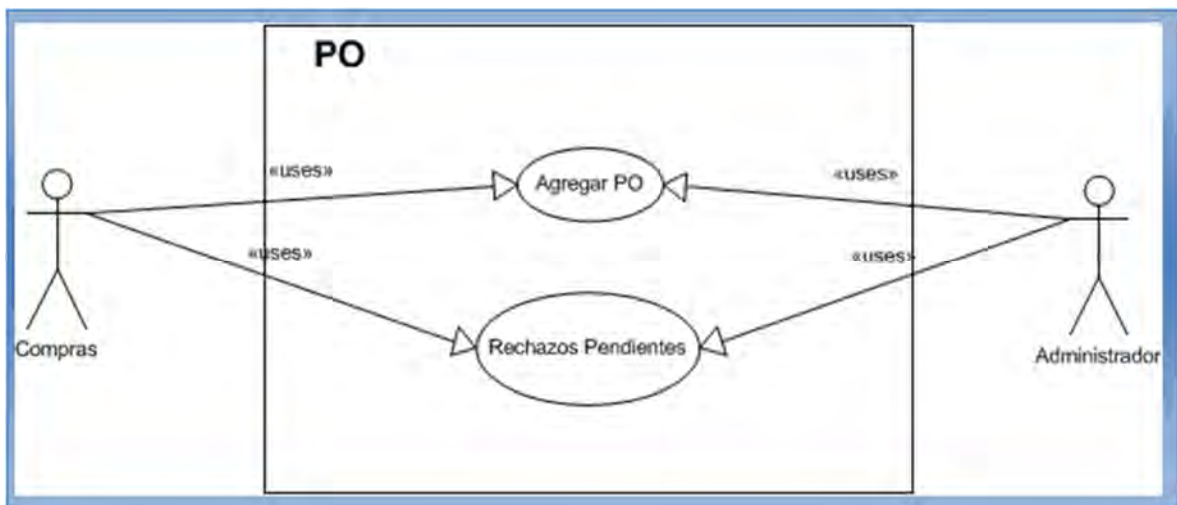 PO
«uses»
Agregar PO
«uses»
«uses»
«uses»
Rechazos Pendientes
Compras
Administrador